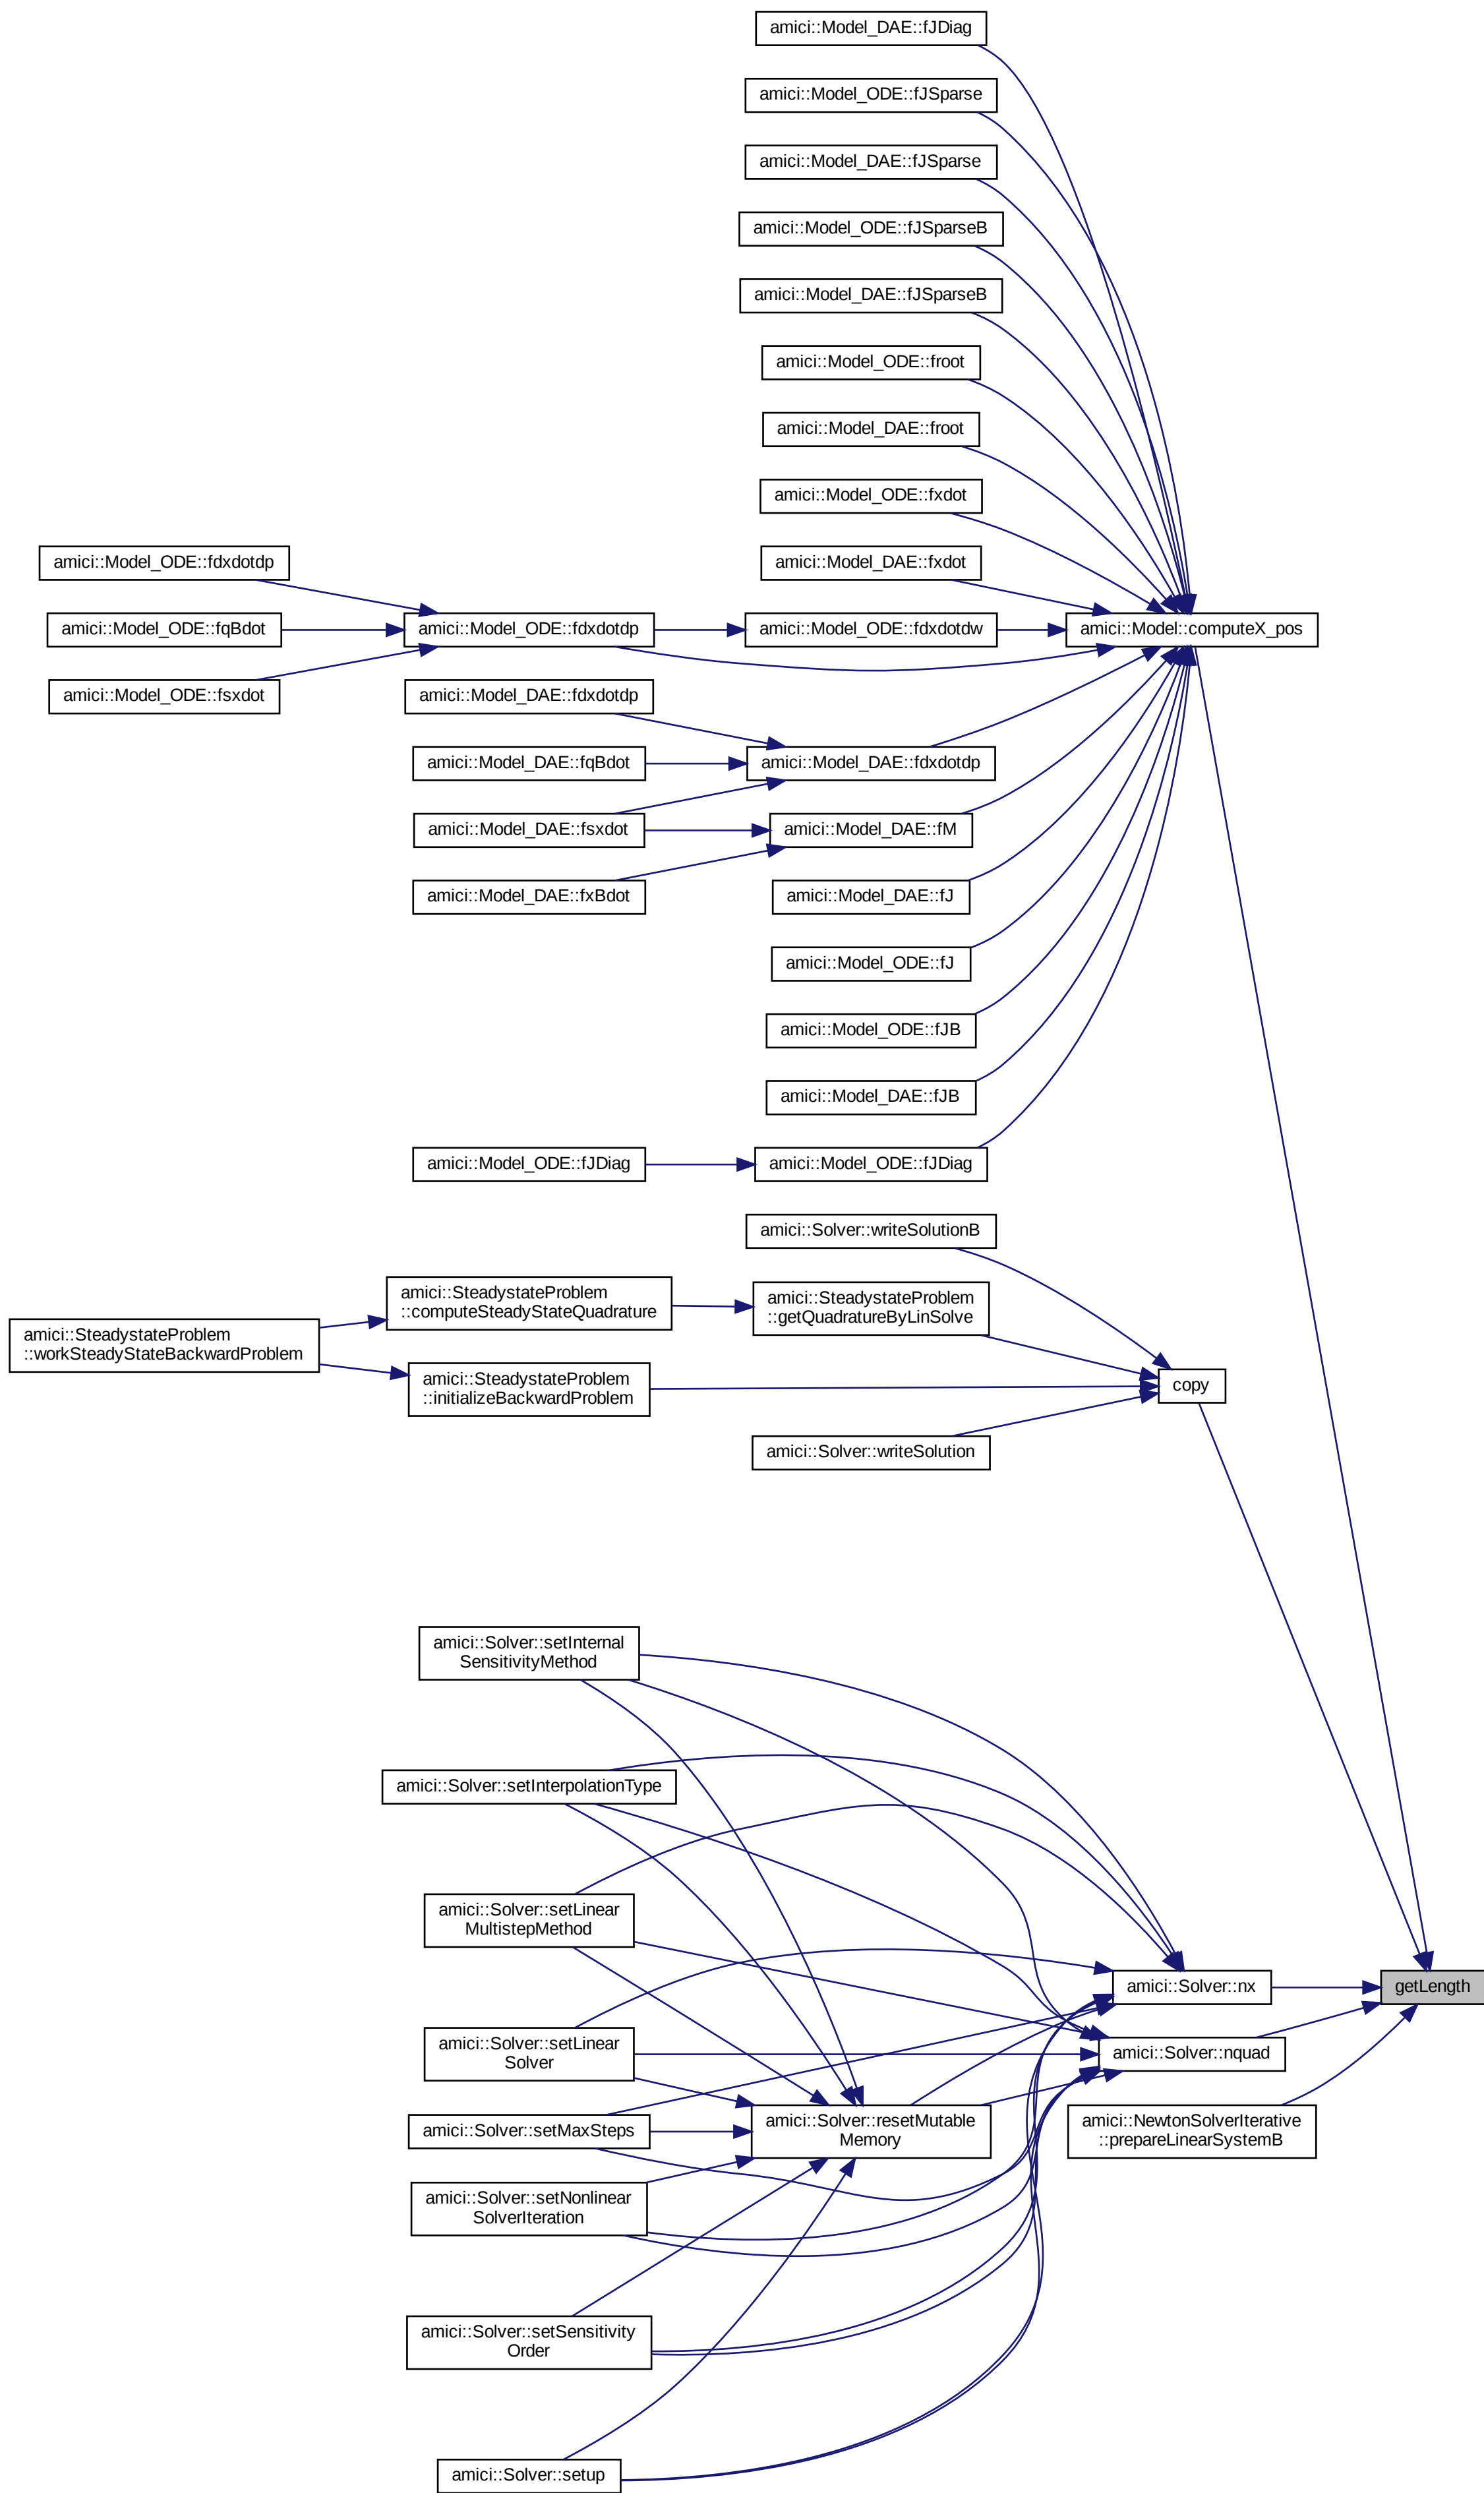 amici::Model_DAE::fJDiag
amici::Model_ODE::fJSparse
amici::Model_DAE::fJSparse
amici::Model_ODE::fJSparseB
amici::Model_DAE::fJSparseB
amici::Model_ODE::froot
amici::Model_DAE::froot
amici::Model_ODE::fxdot
amici::Model_ODE::fdxdotdp
amici::Model_DAE::fxdot
amici::Model_ODE::fqBdot
amici::Model_ODE::fdxdotdp
amici::Model_ODE::fdxdotdw
amici::Model::computeX_pos
amici::Model_ODE::fsxdot
amici::Model_DAE::fdxdotdp
amici::Model_DAE::fqBdot
amici::Model_DAE::fdxdotdp
amici::Model_DAE::fsxdot
amici::Model_DAE::fM
amici::Model_DAE::fxBdot
amici::Model_DAE::fJ
amici::Model_ODE::fJ
amici::Model_ODE::fJB
amici::Model_DAE::fJB
amici::Model_ODE::fJDiag
amici::Model_ODE::fJDiag
amici::Solver::writeSolutionB
amici::SteadystateProblem
::computeSteadyStateQuadrature
amici::SteadystateProblem
::getQuadratureByLinSolve
amici::SteadystateProblem
::workSteadyStateBackwardProblem
amici::SteadystateProblem
::initializeBackwardProblem
copy
amici::Solver::writeSolution
amici::Solver::setInternal
SensitivityMethod
amici::Solver::setInterpolationType
amici::Solver::setLinear
MultistepMethod
amici::Solver::nx
getLength
amici::Solver::setLinear
Solver
amici::Solver::nquad
amici::Solver::setMaxSteps
amici::Solver::resetMutable
Memory
amici::NewtonSolverIterative
::prepareLinearSystemB
amici::Solver::setNonlinear
SolverIteration
amici::Solver::setSensitivity
Order
amici::Solver::setup